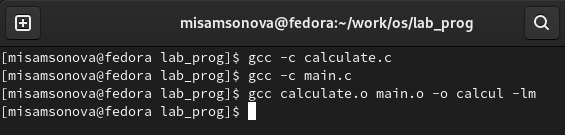 misamsonova@fedora:~/work/os/lab_prog
[misamsonova@fedora lab_prog]$ gcc -c calculate.c
[misamsonova@fedora lab_prog]$ gcc -c main.c
[misamsonova@fedora lab_prog]$ gcc calculate.o main.o -o calcul -lm
[misamsonova@fedora lab_prog]$